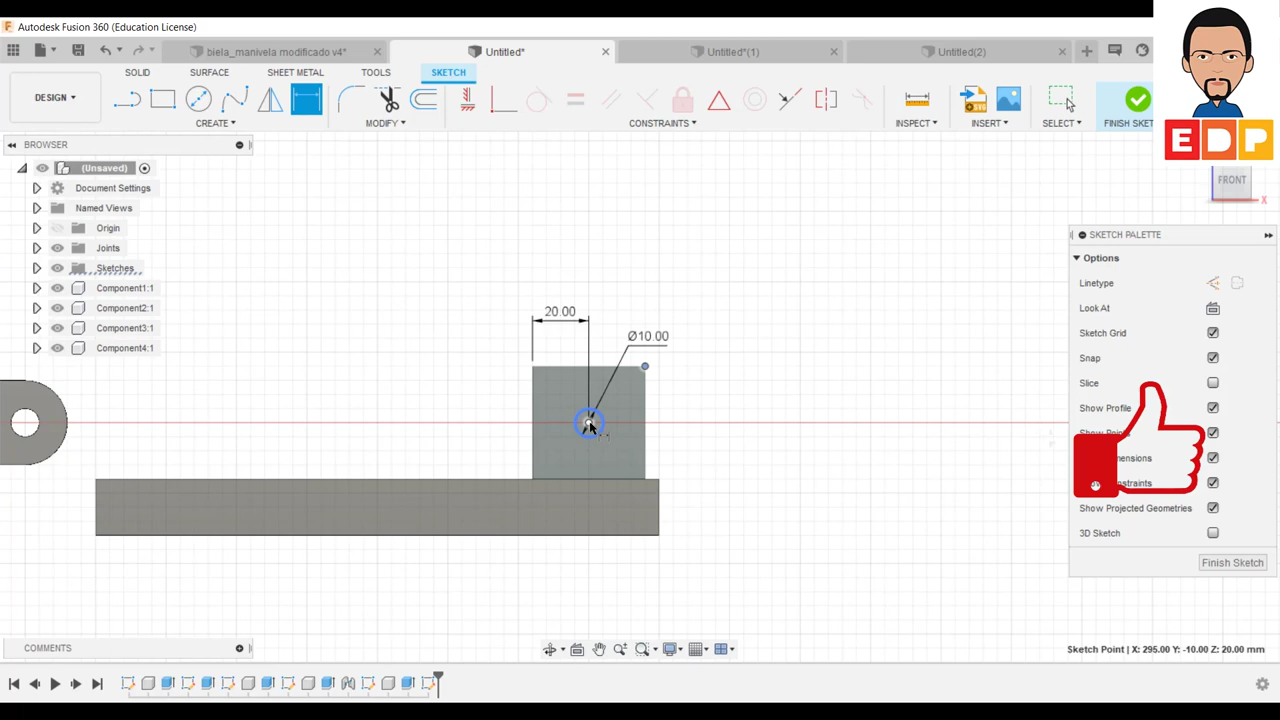 Autodesk Fusion 360 (Education License)
biela_manivela modificado v4*
Untitled*
Untitled*(1)
Untitled(2)
SOLID
SURFACE
SHEET METAL
TOOLS
SKETCH
DESIGN
CREATE
MODIFY
CONSTRAINTS
INSPECT
INSERT
SELECT
FINISH SKET
EDP
BROWSER
(Unsaved)
Document Settings
Named Views
Origin
Joints
Sketches
Component1:1
Component2:1
Component3:1
Component4:1
20.00
Ø10.00
FRONT
X
SKETCH PALETTE
Options
Linetype
Look At
Sketch Grid
Snap
Slice
Show Profile
Show
mensions
Show Projected Geometries
3D Sketch
Finish Sketch
COMMENTS
Sketch Point | X: 295.00 Y: -10.00 Z: 20.00 mm